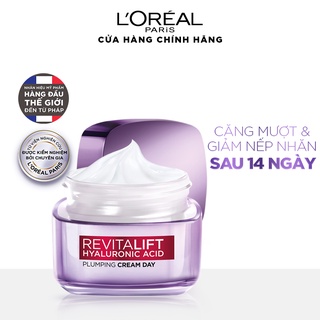 L'ORÉAL
PARIS
CỬA HÀNG CHÍNH HÃNG
NHÃN HIỆU MỸ PHẨM
HÀNG ĐẦU
THẾ GIỚI
ĐẾN TỪ PHÁP
ĐƯỢC KIỂM NGHIỆM
BỞI CHUYÊN GIA
L'ORÉAL PARIS
CĂNG MƯỢT &
GIẢM NẾP NHĂN
SAU 14 NGÀY
REVITALIFT
HYALURONIC ACID
PLUMPING CREAM DAY